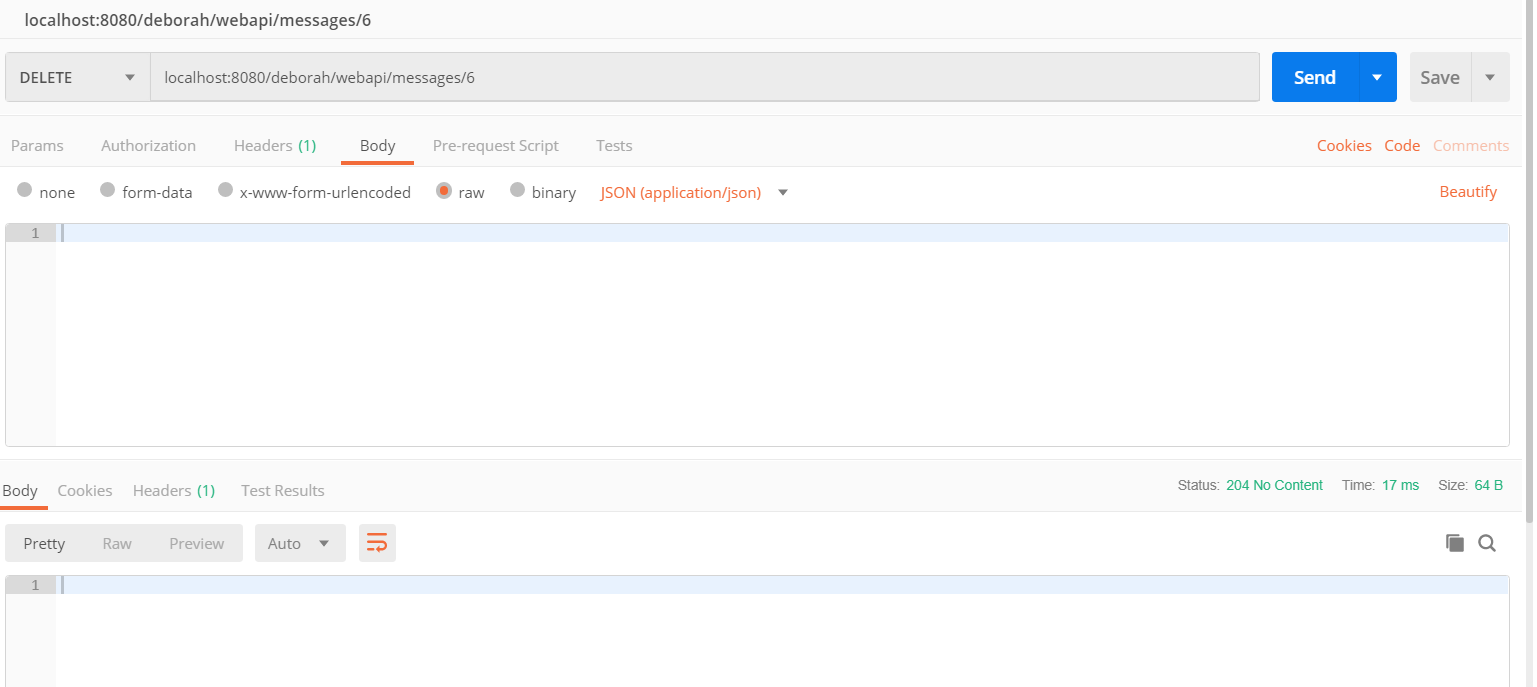 localhost:8080/deborah/webapi/messages/6
DELETE localhost:8080/deborah/webapi/messages/6 Send Save
Params Authorization Headers (1) Body Pre-request Script Tests Cookies Code Comments
none form-data x-www-form-urlencoded raw binary JSON (application/json) Beautify
1
Body Cookies Headers (1) Test Results Status: 204 No Content Time: 17 ms Size: 64 B
Pretty Raw Preview Auto
1